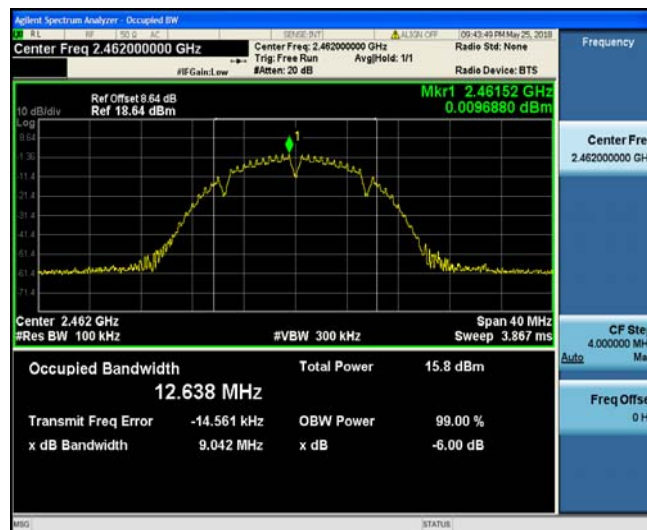 Agilent Spectrum Analyzer - Occupied BW
RL RF 50 Ω AC SENSE:INT ALIGN OFF 09:43:49 PM May 25, 2018
Center Freq 2.462000000 GHz Center Freq: 2.462000000 GHz Radio Std: None
Trig: Free Run Avg|Hold: 1/1
#IFGain:Low #Atten: 20 dB Radio Device: BTS
Frequency
Mkr1 2.46152 GHz
0.0096880 dBm
Ref Offset 8.64 dB
10 dB/div Ref 18.64 dBm
Log
8.64
-1.36
-11.4
-21.4
-31.4
-41.4
-51.4
-61.4
-71.4
1
Center 2.462 GHz Span 40 MHz
#Res BW 100 kHz #VBW 300 kHz Sweep 3.867 ms
Occupied Bandwidth Total Power 15.8 dBm
12.638 MHz
Transmit Freq Error -14.561 kHz OBW Power 99.00 %
x dB Bandwidth 9.042 MHz x dB -6.00 dB
Center Fre
2.462000000 GH
CF Ste
4.000000 MH
Auto Ma
Freq Offse
0 H
MSG STATUS